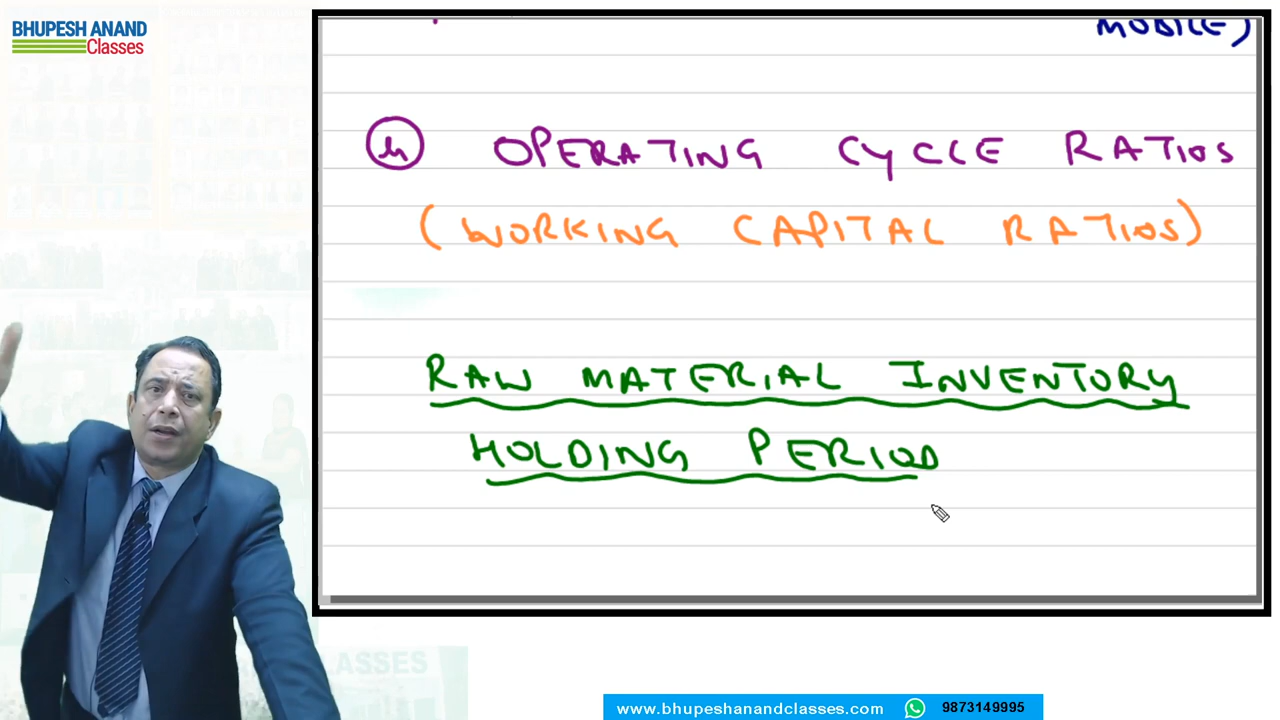 BHUPESH ANAND
Classes
MOBILE)
h OPERATING CYCLE RATIOS
(WORKING CAPITAL RATIOS)
RAW MATERIAL INVENTORY
HOLDING PERIOD
CLASSES
www.bhupeshanandclasses.com 9873149995